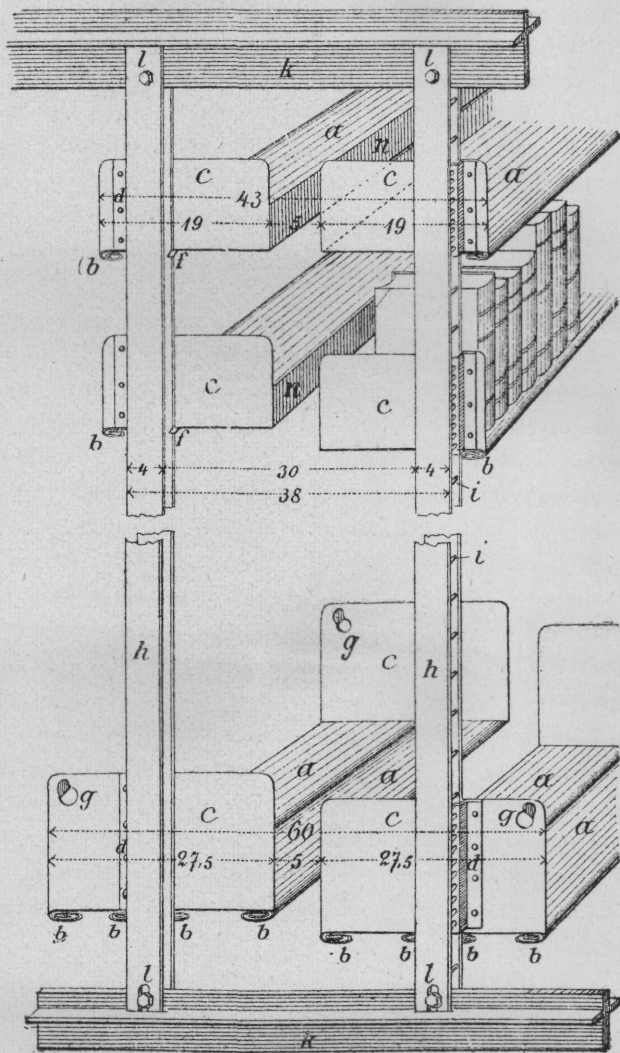 l l
k
a
n
d c c a
43
19 5 19
(b f b
c n c
b f b
4 30 4
38
i
i
g
h c h
a
a a
g c c g a
60
d 27,5 5 27,5 d
b b b b
b b b b
l l
k